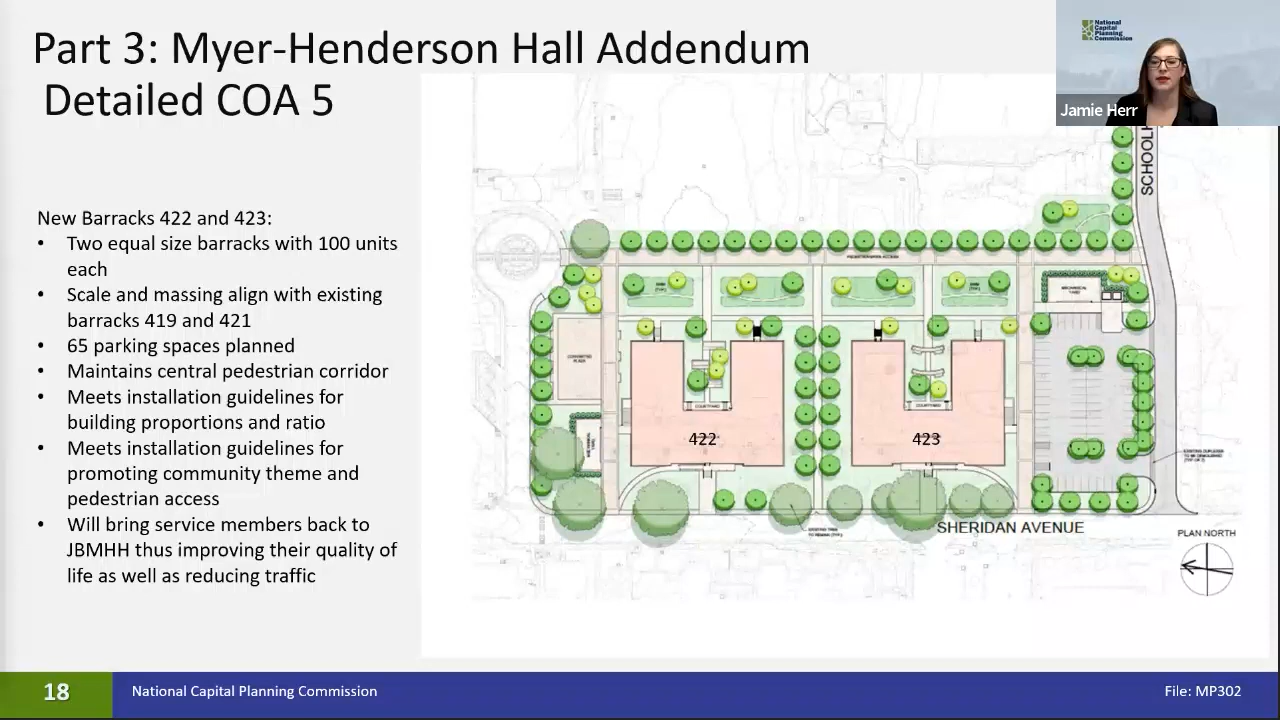 Part 3: Myer-Henderson Hall Addendum
Detailed COA 5
National
Capital
Planning
Commission
Jamie Herr
New Barracks 422 and 423:
• Two equal size barracks with 100 units
each
• Scale and massing align with existing
barracks 419 and 421
• 65 parking spaces planned
• Maintains central pedestrian corridor
• Meets installation guidelines for
building proportions and ratio
• Meets installation guidelines for
promoting community theme and
pedestrian access
• Will bring service members back to
JBMHH thus improving their quality of
life as well as reducing traffic
MECHANICAL
YARD
COURTYARD
COURTYARD
422
423
SHERIDAN AVENUE
PLAN NORTH
18
National Capital Planning Commission
File: MP302